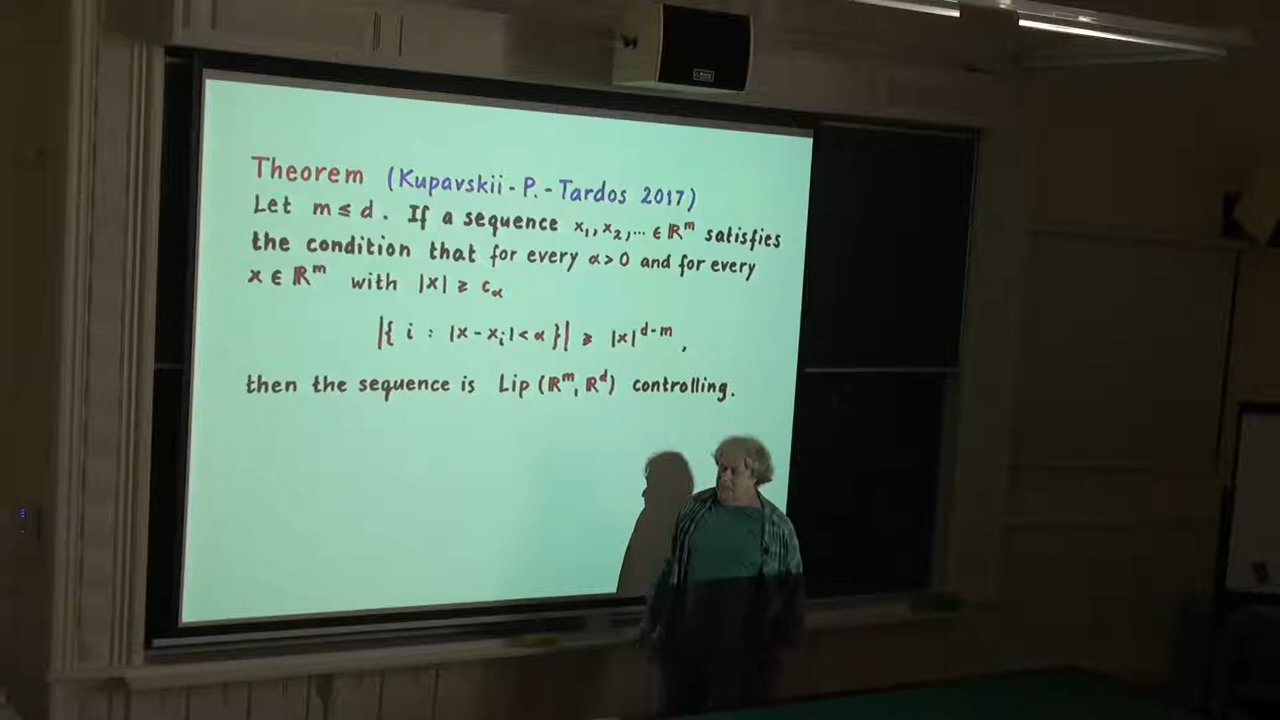 Theorem (Kupavskii - P. - Tardos 2017)
Let m ≤ d. If a sequence x₁, x₂, ... ∈ ℝᵐ satisfies
the condition that for every α > 0 and for every
x ∈ ℝᵐ with |x| ≥ c_α
|{ i : |x - xᵢ| < α }| ≥ |x|^{d-m} ,
then the sequence is Lip (ℝᵐ, ℝᵈ) controlling.